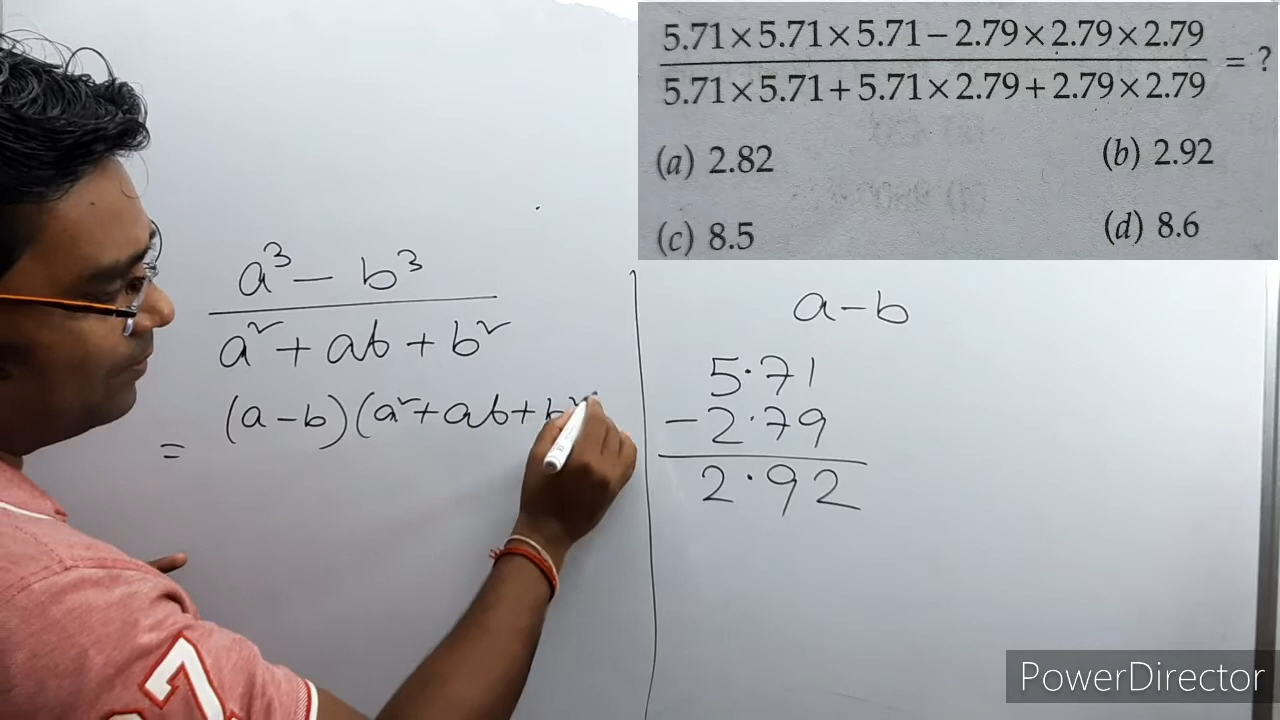 5.71×5.71×5.71−2.79×2.79×2.79
5.71×5.71+5.71×2.79+2.79×2.79
= ?
(a) 2.82
(b) 2.92
(c) 8.5
(d) 8.6
a³ − b³
a² + ab + b²
= (a − b)(a² + ab + b²
a − b
5.71
− 2.79
2.92
7
PowerDirector